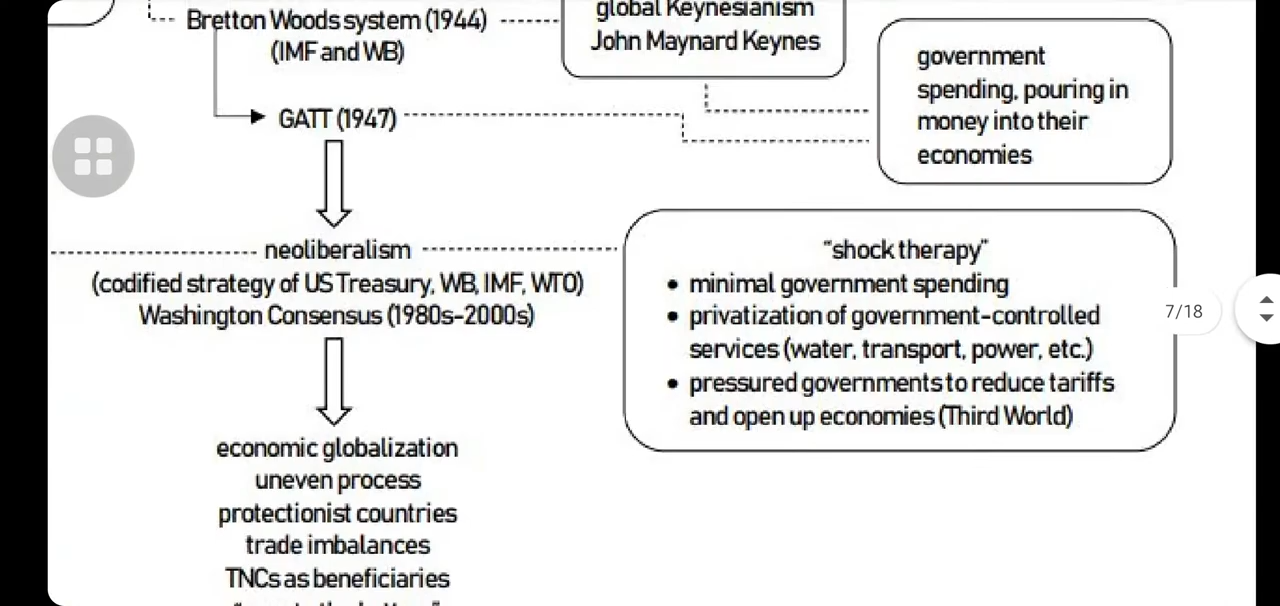 Bretton Woods system (1944)
(IMF and WB)
global Keynesianism
John Maynard Keynes
government
spending, pouring in
money into their
economies
GATT (1947)
neoliberalism
(codified strategy of US Treasury, WB, IMF, WTO)
Washington Consensus (1980s-2000s)
"shock therapy"
• minimal government spending
• privatization of government-controlled
services (water, transport, power, etc.)
• pressured governments to reduce tariffs
and open up economies (Third World)
7/18
economic globalization
uneven process
protectionist countries
trade imbalances
TNCs as beneficiaries